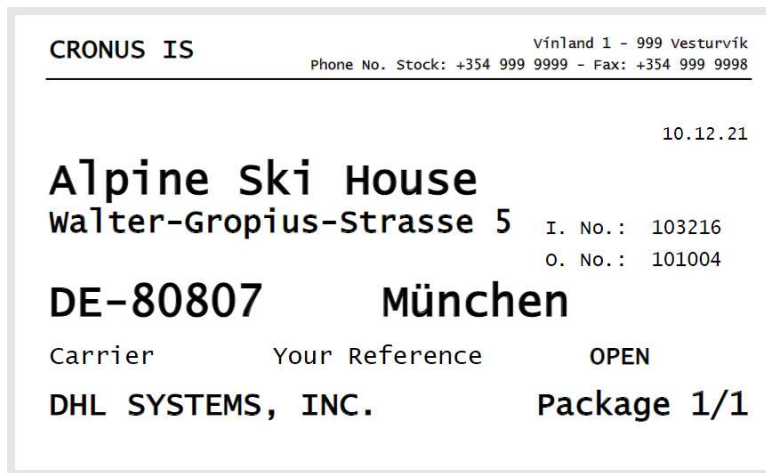 CRONUS IS
Vínland 1 - 999 Vesturvík
Phone No. Stock: +354 999 9999 - Fax: +354 999 9998
10.12.21
Alpine Ski House
Walter-Gropius-Strasse 5
I. No.: 103216
O. No.: 101004
DE-80807 München
Carrier Your Reference OPEN
DHL SYSTEMS, INC. Package 1/1